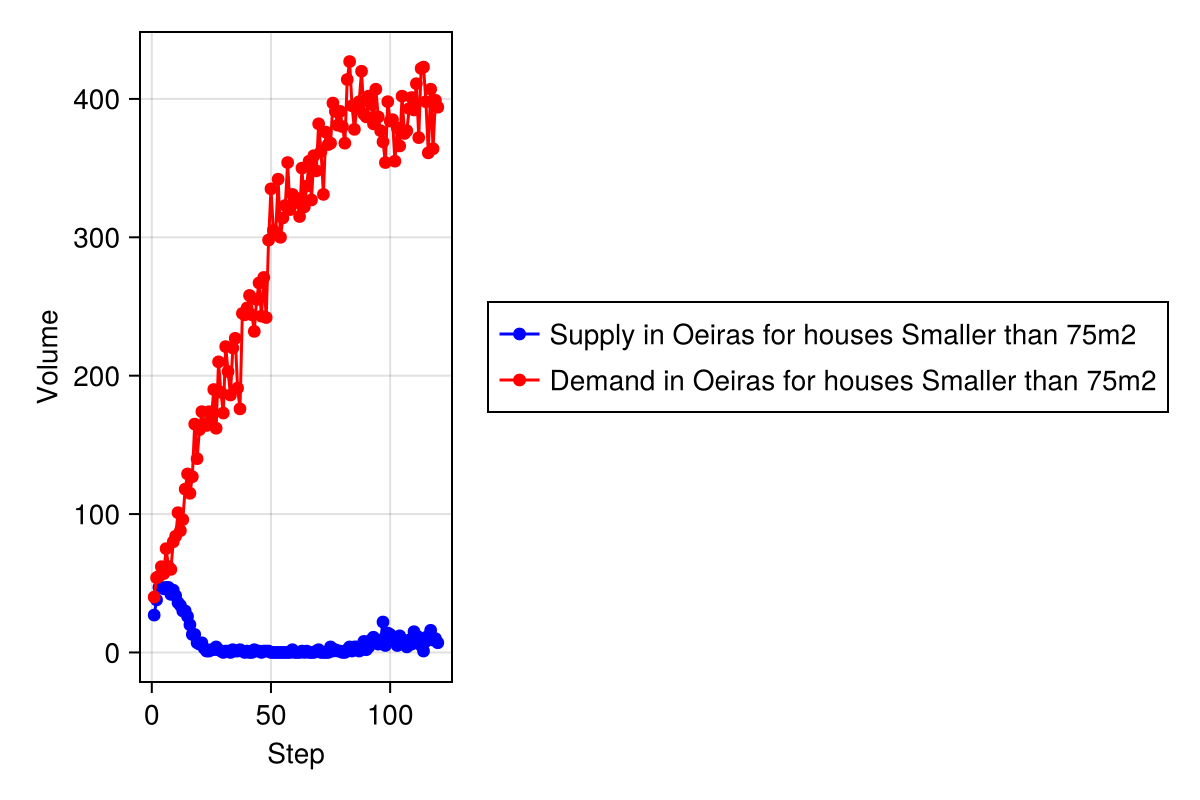 Volume
400
300
200
100
0
0 50 100
Step
Supply in Oeiras for houses Smaller than 75m2
Demand in Oeiras for houses Smaller than 75m2